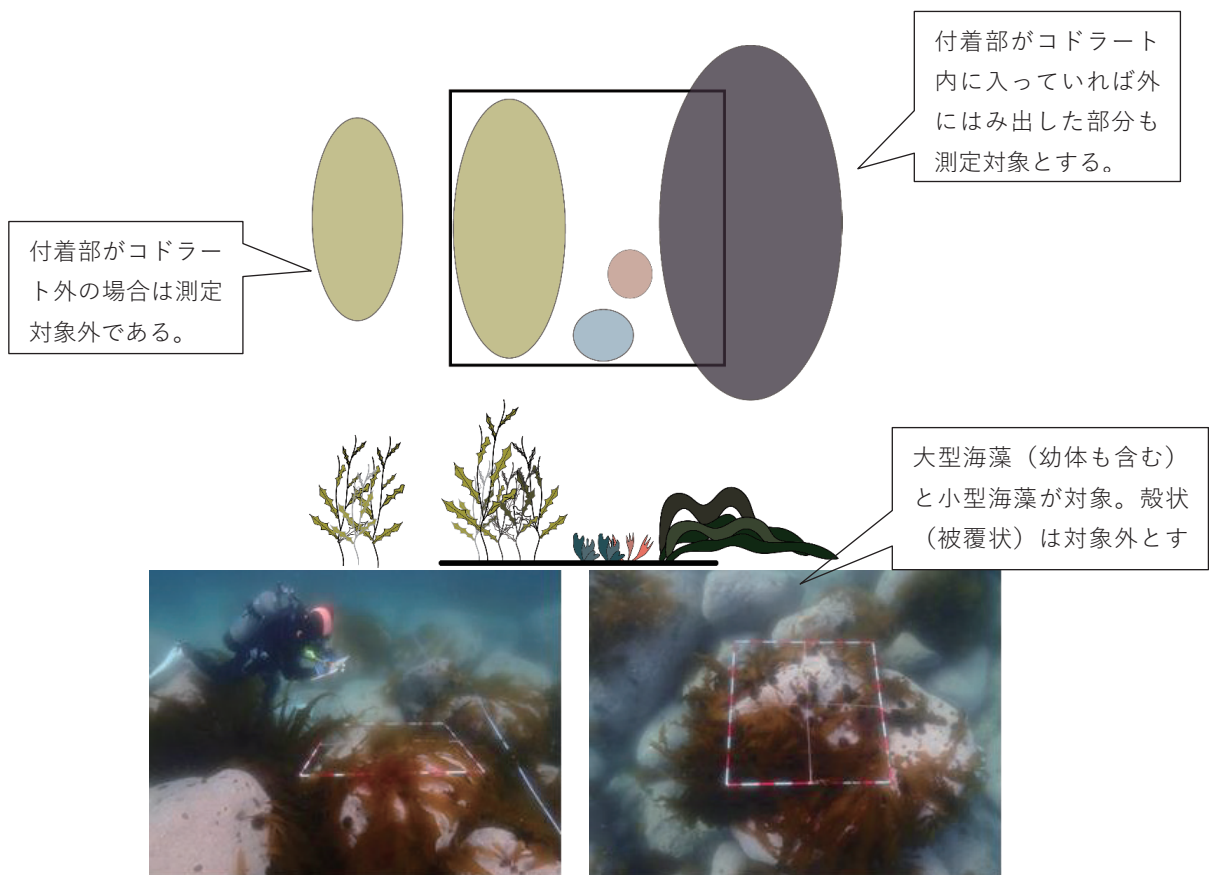 付着部がコドラート
内に入っていれば外
にはみ出した部分も
測定対象とする。
付着部がコドラー
ト外の場合は測定
対象外である。
大型海藻（幼体も含む）
と小型海藻が対象。殻状
（被覆状）は対象外とす